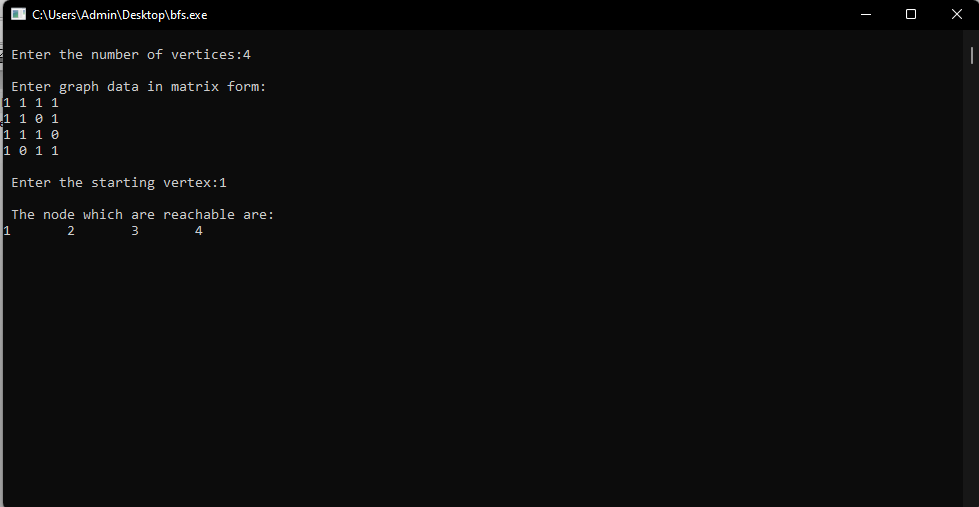 C:\Users\Admin\Desktop\bfs.exe
Enter the number of vertices:4
Enter graph data in matrix form:
1 1 1 1
1 1 0 1
1 1 1 0
1 0 1 1
Enter the starting vertex:1
The node which are reachable are:
1 2 3 4